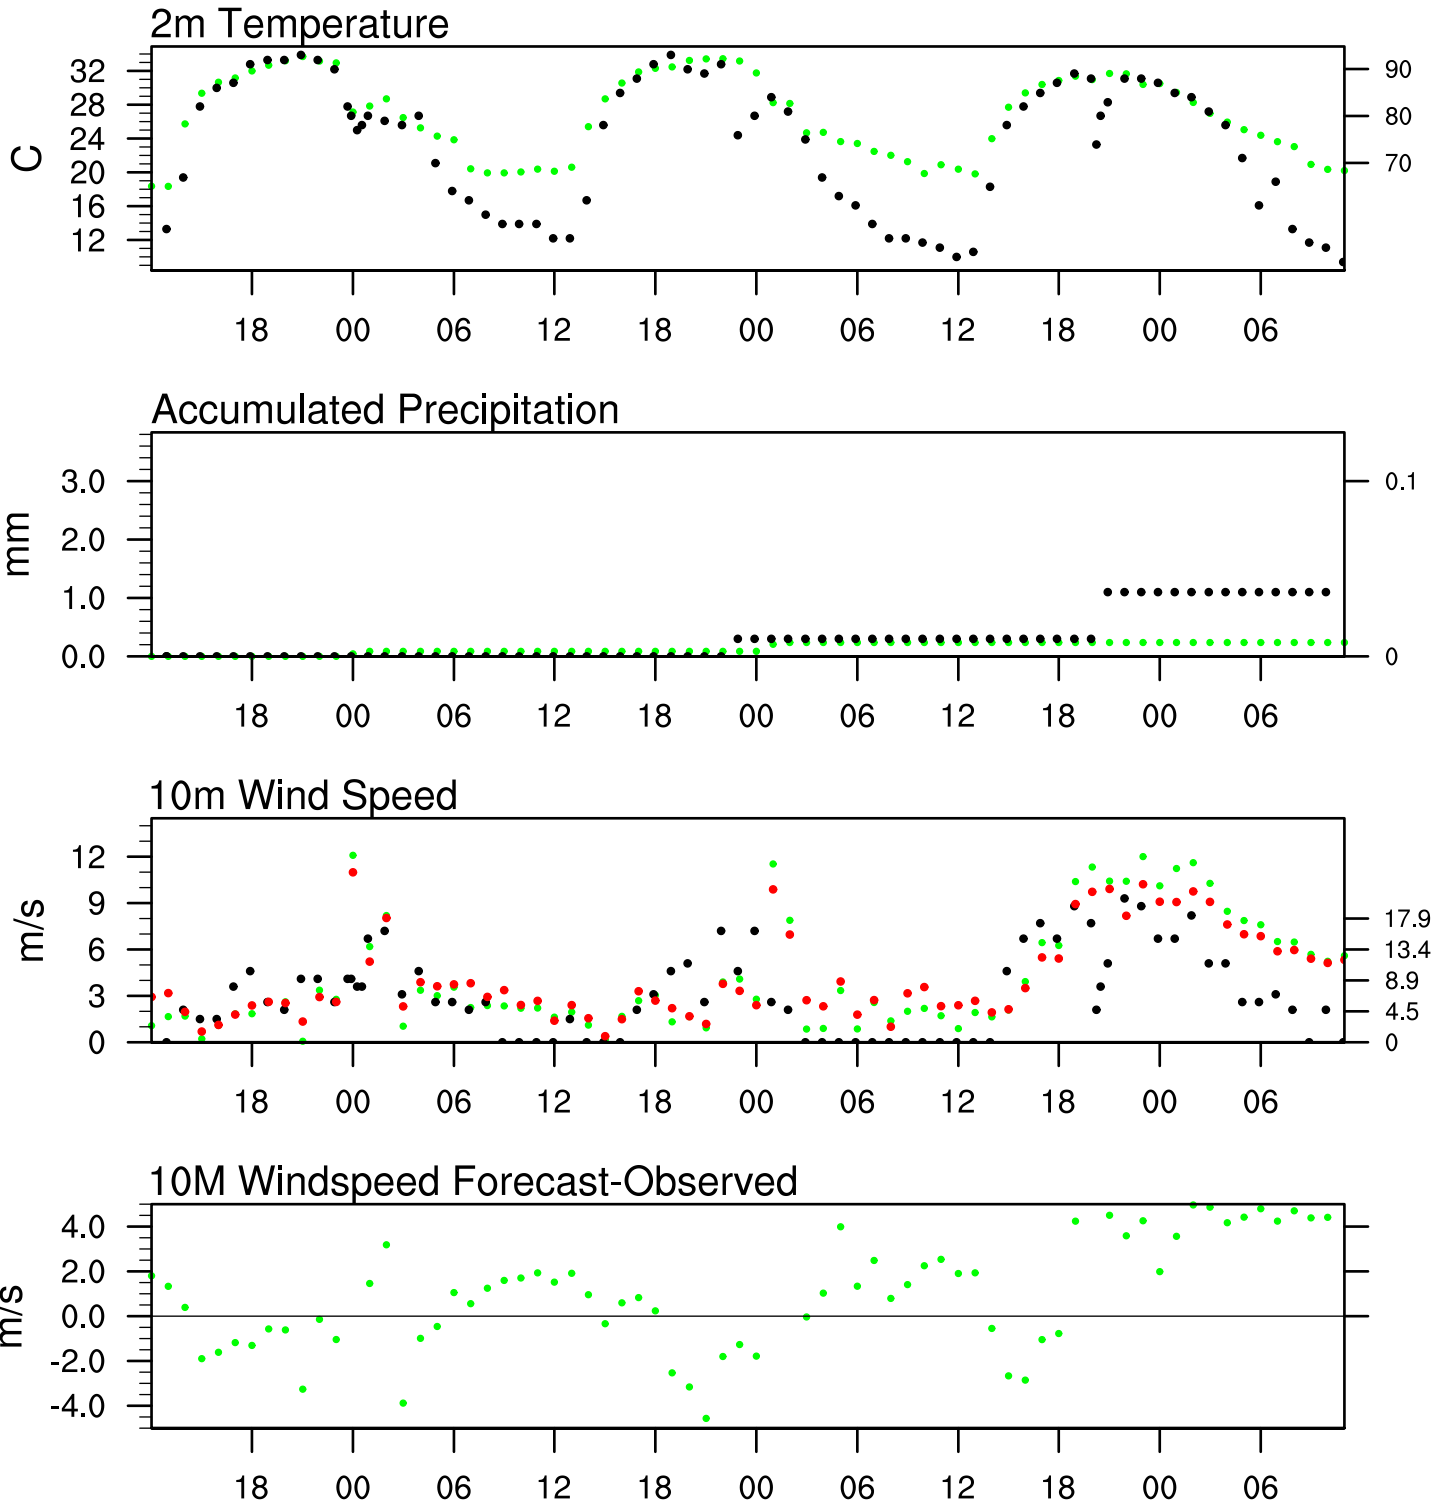 2m Temperature
32
28
24
20
16
12
C
90
80
70
18 00 06 12 18 00 06 12 18 00 06
Accumulated Precipitation
3.0
2.0
1.0
0.0
mm
0.1
0
18 00 06 12 18 00 06 12 18 00 06
10m Wind Speed
12
9
6
3
0
m/s
17.9
13.4
8.9
4.5
0
18 00 06 12 18 00 06 12 18 00 06
10M Windspeed Forecast-Observed
4.0
2.0
0.0
-2.0
-4.0
m/s
18 00 06 12 18 00 06 12 18 00 06